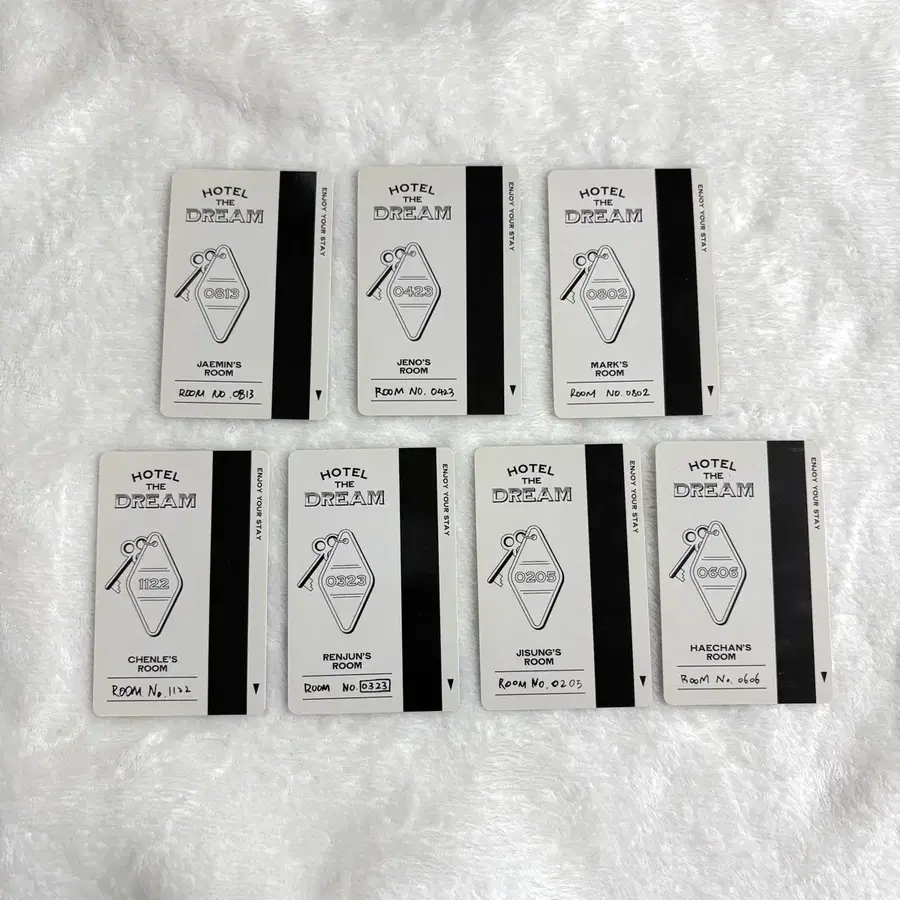 HOTEL
THE
DREAM
0813
JAEMIN'S
ROOM
ROOM NO.0813
ENJOY YOUR STAY
HOTEL
THE
DREAM
0423
JENO'S
ROOM
ROOM NO. 0423
ENJOY YOUR STAY
HOTEL
THE
DREAM
0802
MARK'S
ROOM
ROOM NO.0802
ENJOY YOUR STAY
HOTEL
THE
DREAM
1122
CHENLE'S
ROOM
ROOM No.1122
ENJOY YOUR STAY
HOTEL
THE
DREAM
0323
RENJUN'S
ROOM
ROOM NO.0323
ENJOY YOUR STAY
HOTEL
THE
DREAM
0205
JISUNG'S
ROOM
ROOM NO.0205
ENJOY YOUR STAY
HOTEL
THE
DREAM
0606
HAECHAN'S
ROOM
ROOM No.0606
ENJOY YOUR STAY